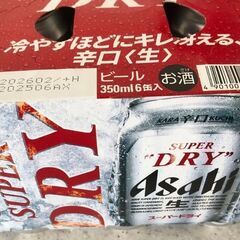 DRY
冷やすほどにキレ冴える、
辛口〈生〉
202602/+H
202506AX
ビール
お酒
350ml 6缶入
490100
SUPER
DRY
KARA 辛口 KUCHI
SUPER
"DRY"
Asahi
生
スーパードライ